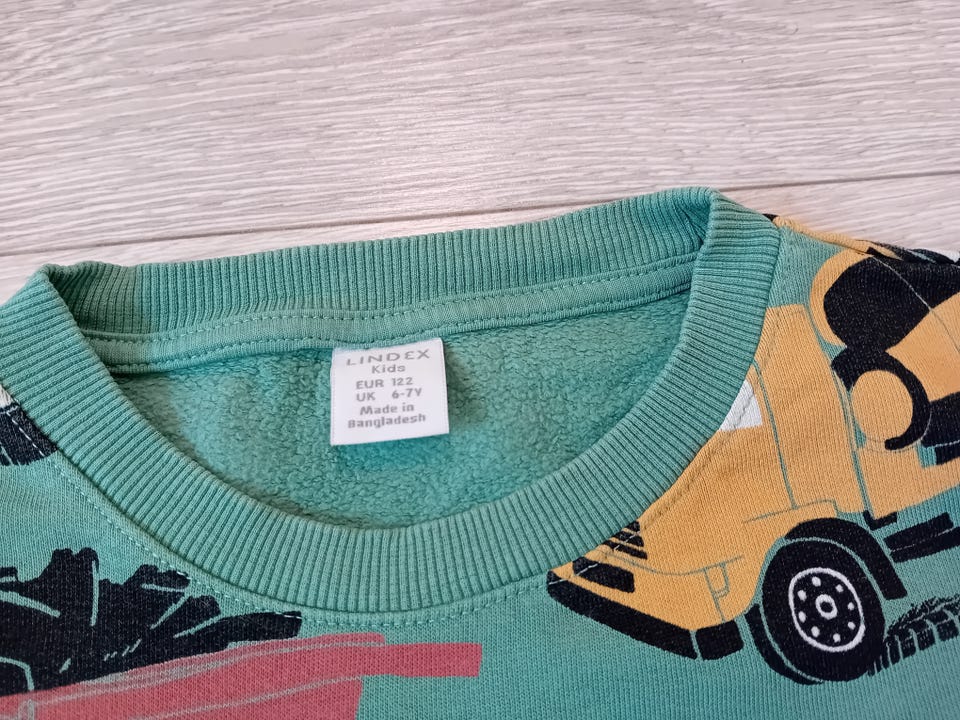 LINDEX
Kids
EUR 122
UK 6-7Y
Made in
Bangladesh